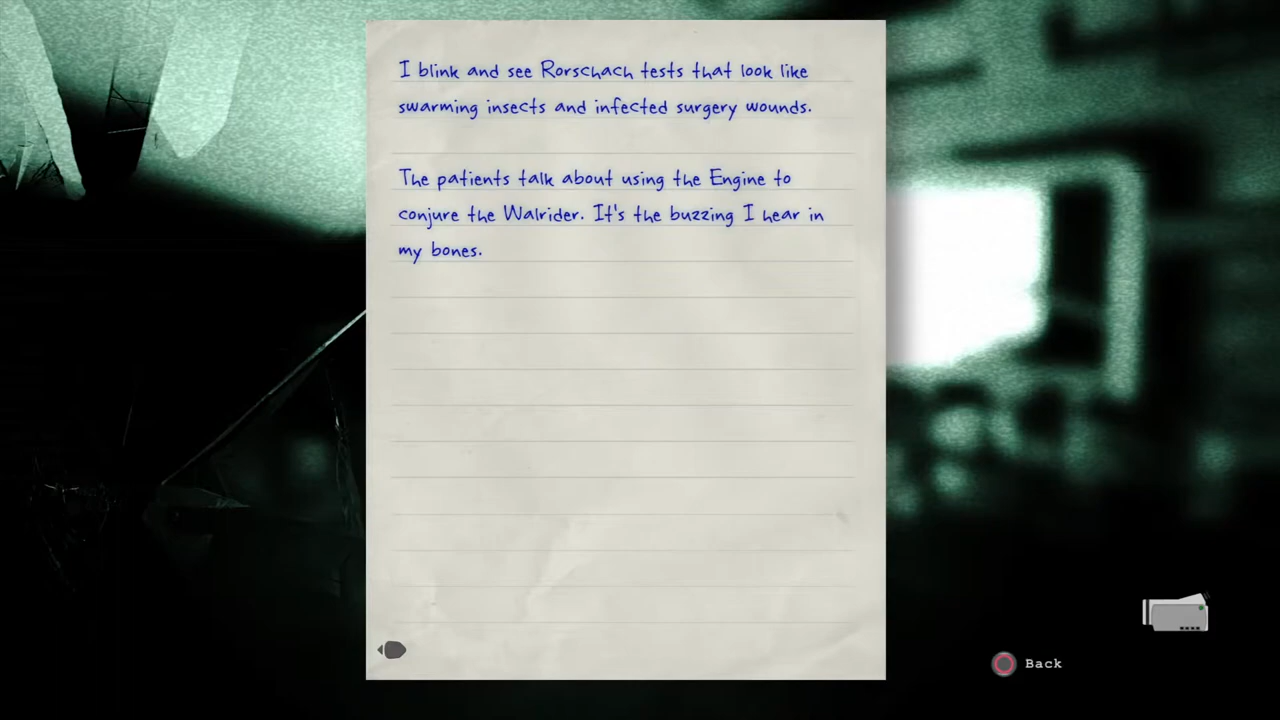 I blink and see Rorschach tests that look like
swarming insects and infected surgery wounds.
The patients talk about using the Engine to
conjure the Walrider. It's the buzzing I hear in
my bones.
Back